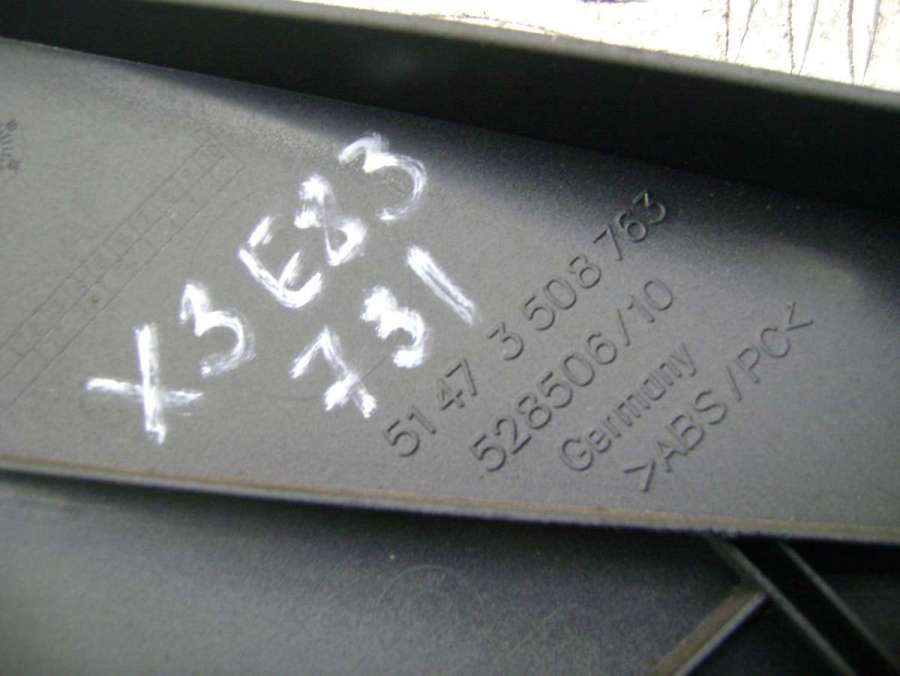 X3 E83
731
51 47 3 508 763
528506/10
Germany
>ABS/PC<